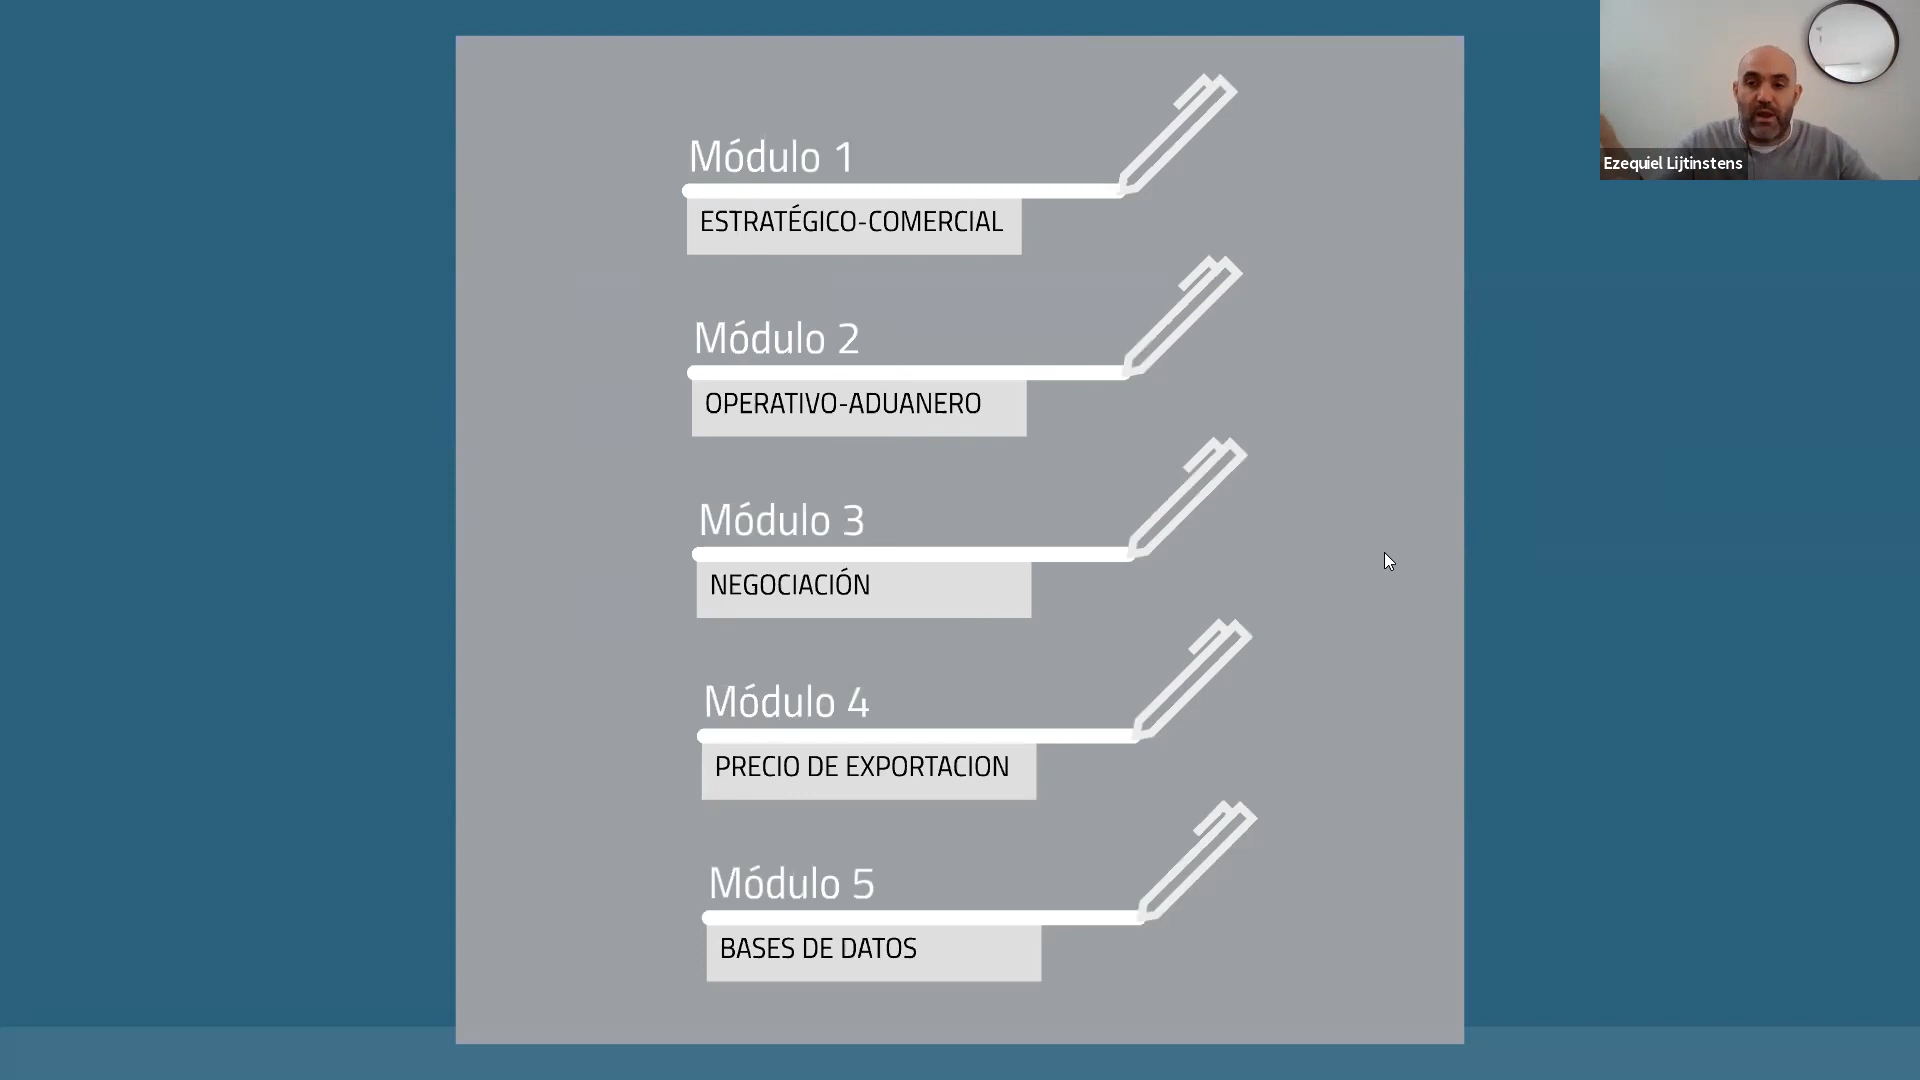 Módulo 1
ESTRATÉGICO-COMERCIAL
Módulo 2
OPERATIVO-ADUANERO
Módulo 3
NEGOCIACIÓN
Módulo 4
PRECIO DE EXPORTACION
Módulo 5
BASES DE DATOS
Ezequiel Lijtinstens